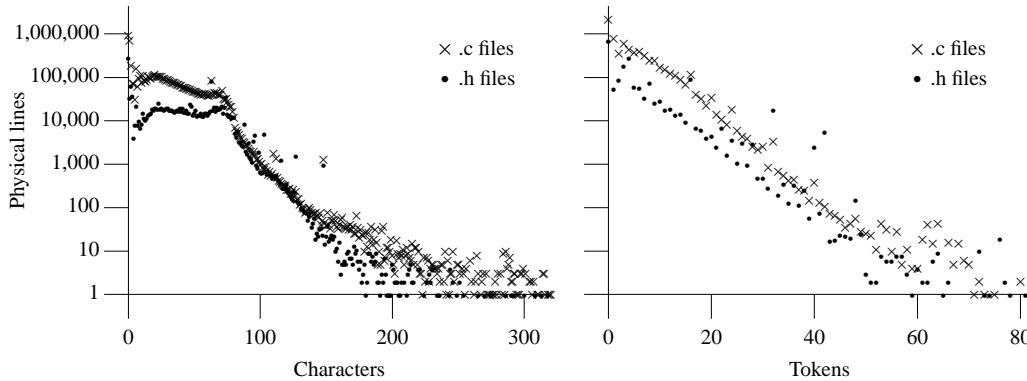 1,000,000
100,000
10,000
1,000
100
10
1
Physical lines
× .c files
• .h files
0 100 200 300
Characters
× .c files
• .h files
0 20 40 60 80
Tokens